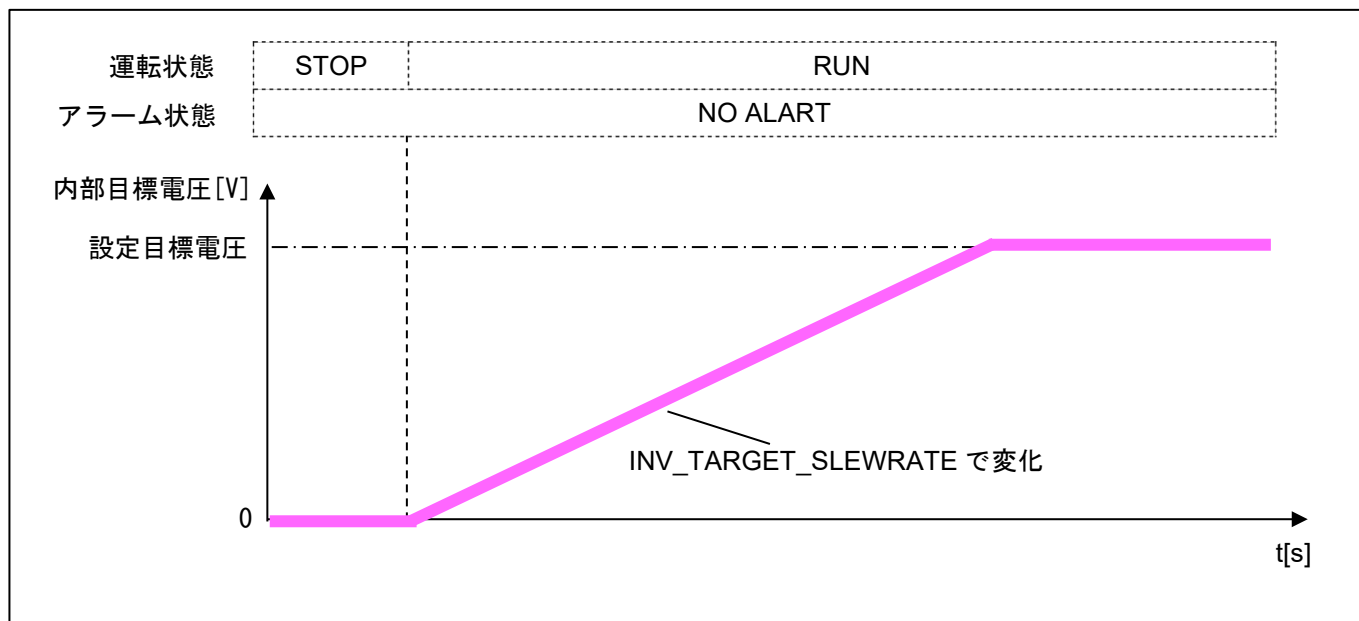 運転状態 STOP RUN
アラーム状態 NO ALART
内部目標電圧[V]
設定目標電圧
INV_TARGET_SLEWRATE で変化
0
t[s]